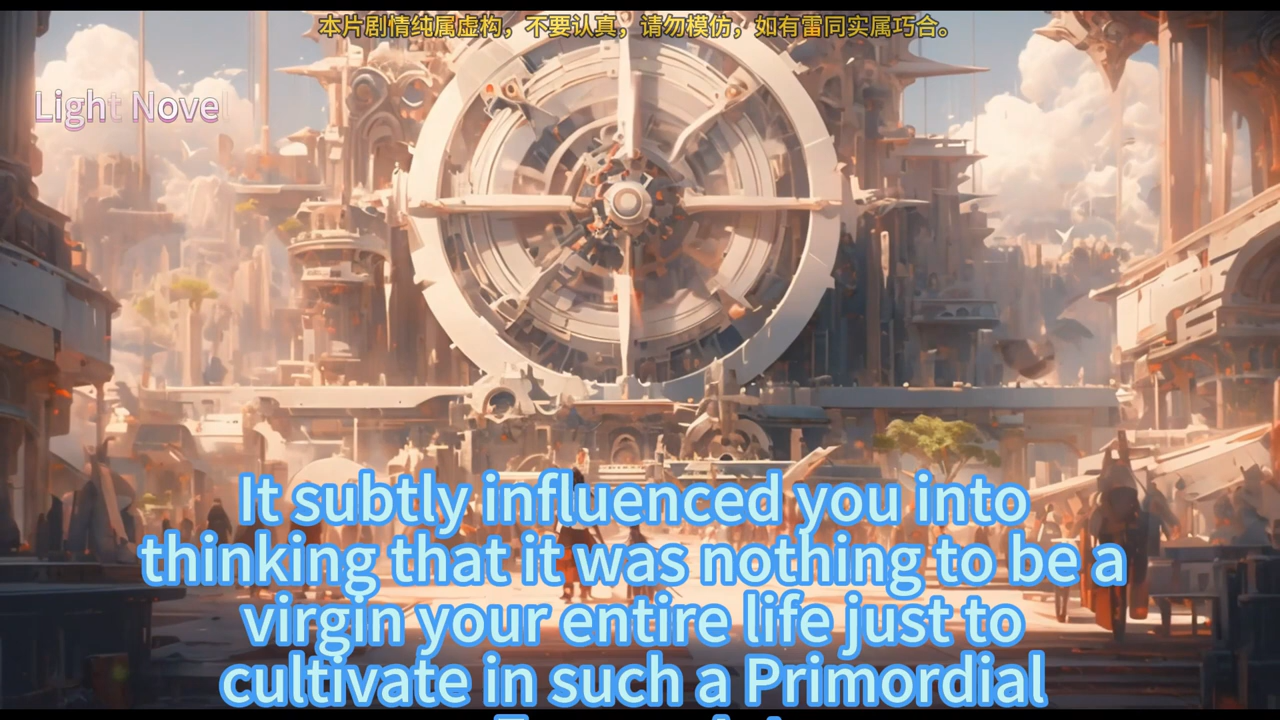 本片剧情纯属虚构，不要认真，请勿模仿，如有雷同实属巧合。
Light Nove
It subtly influenced you into
thinking that it was nothing to be a
virgin your entire life just to
cultivate in such a Primordial